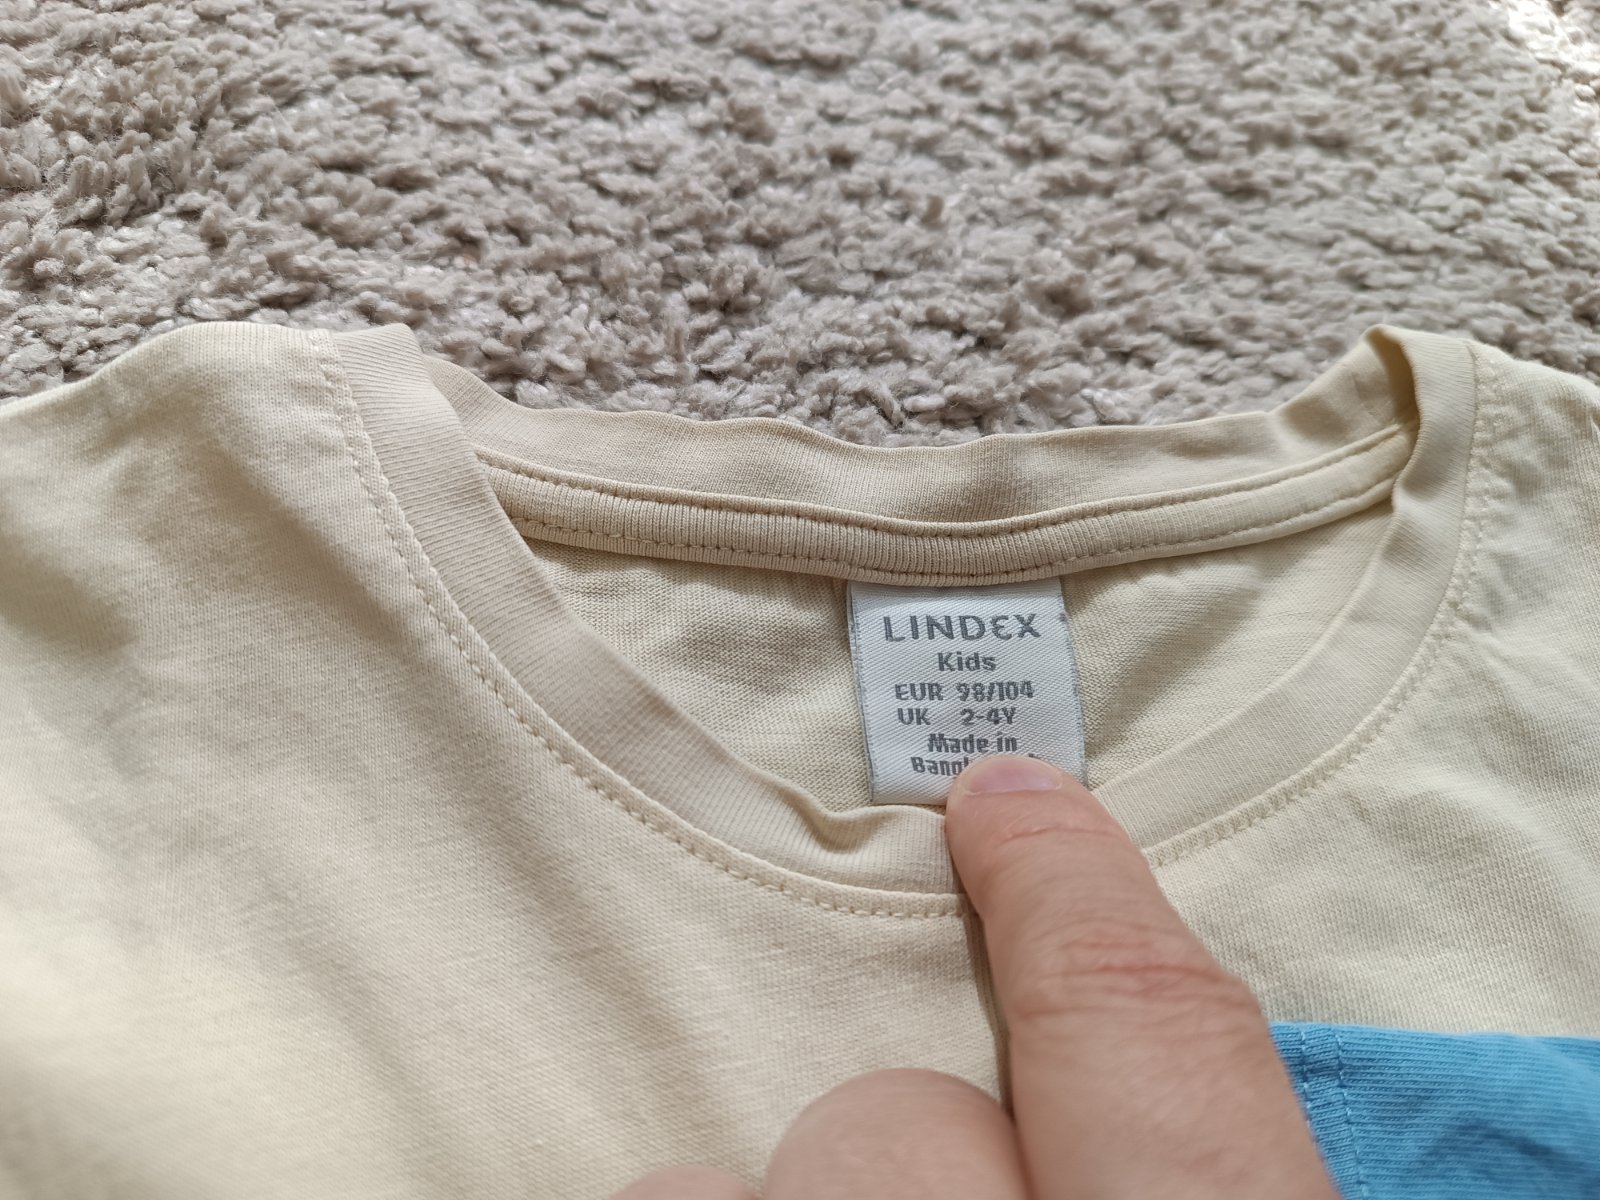 LINDEX
Kids
EUR 98/104
UK 2-4Y
Made in